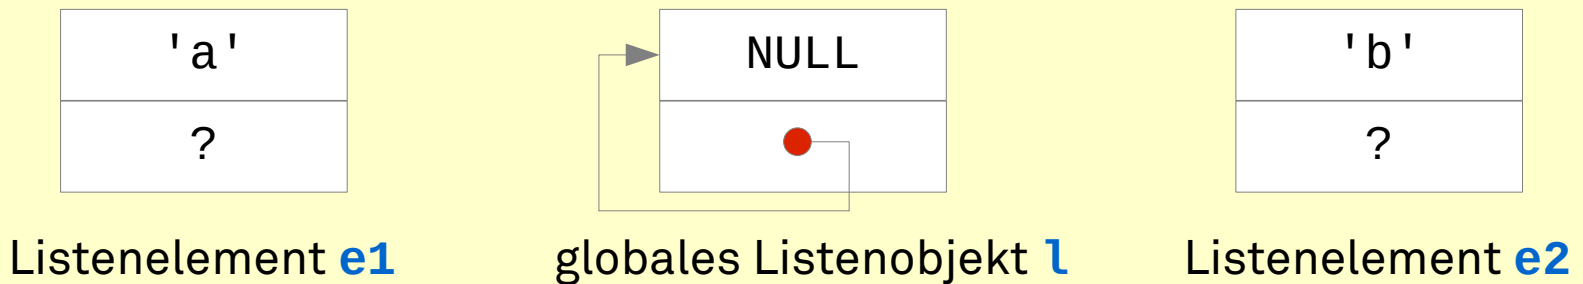 'a' NULL 'b'
? ?
Listenelement e1 globales Listenobjekt l Listenelement e2